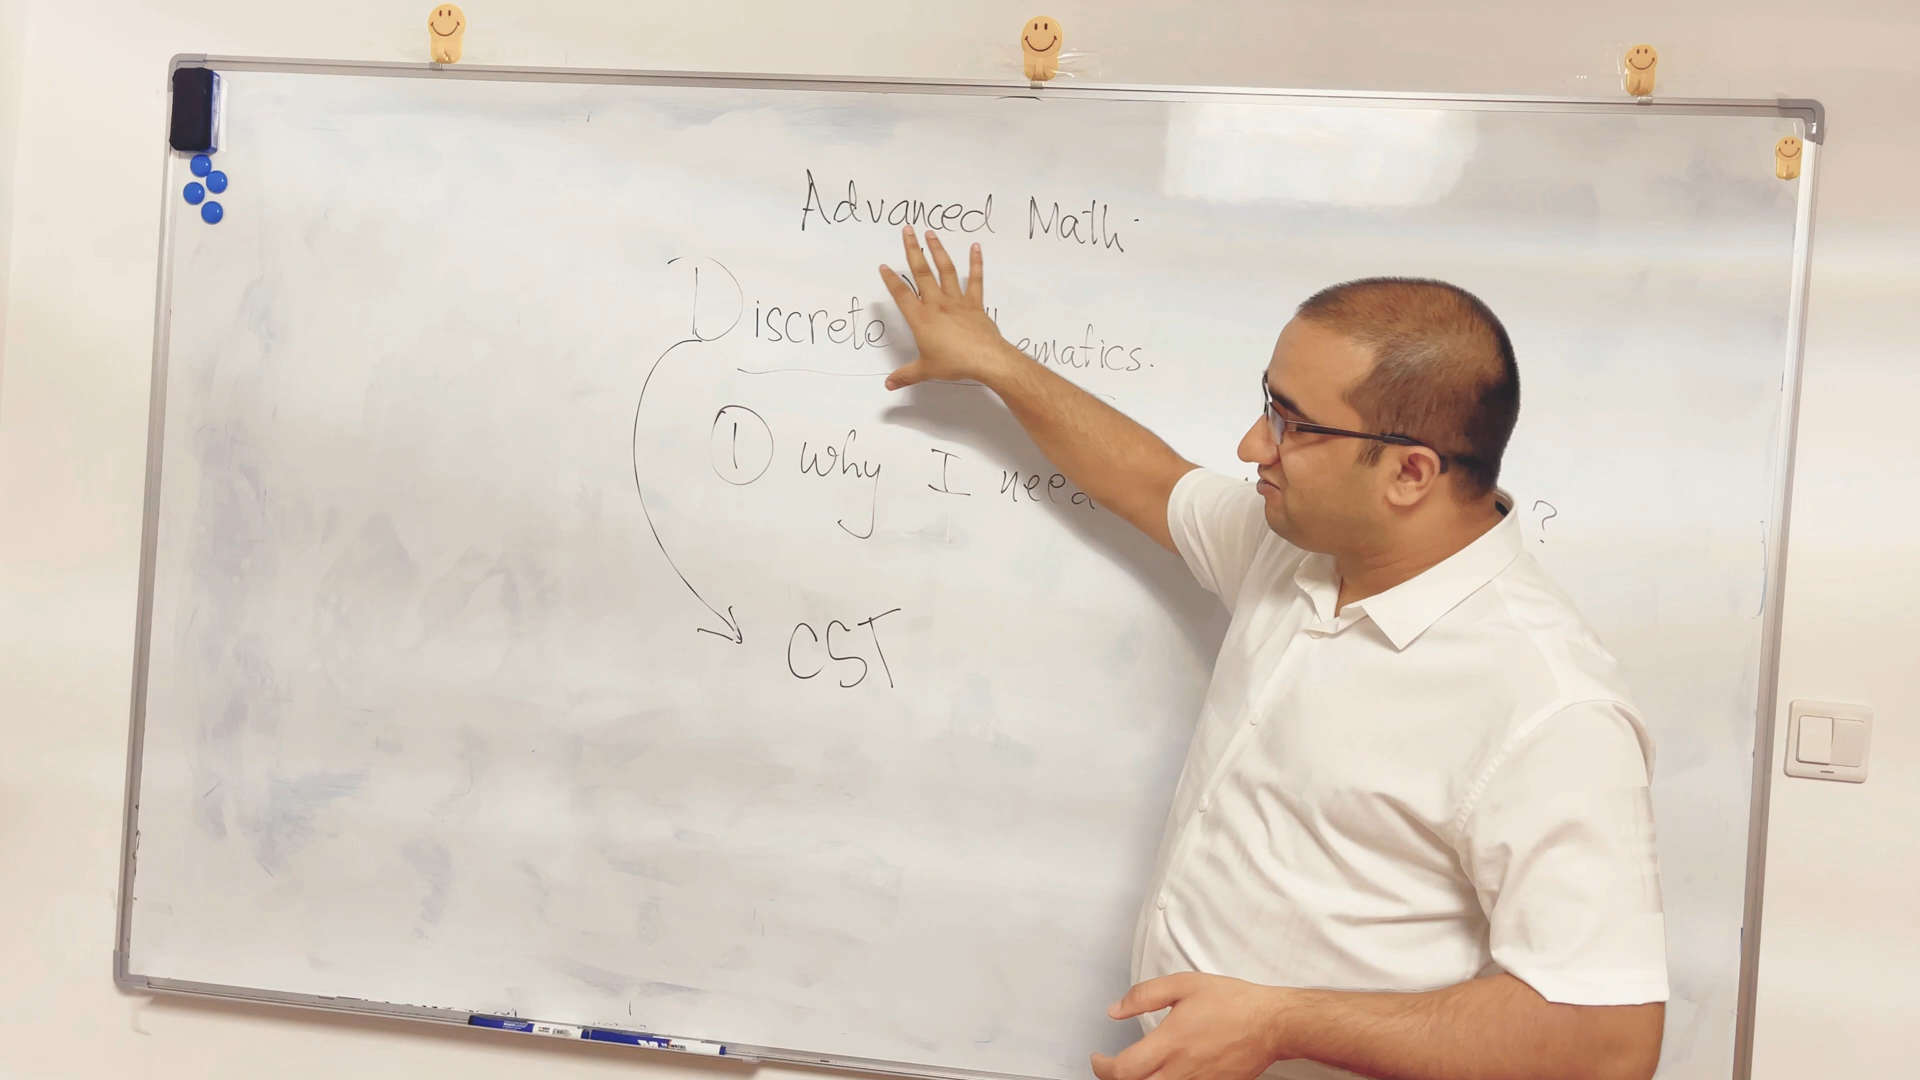 Advanced Math
Discrete ematics.
① why I need ?
CST